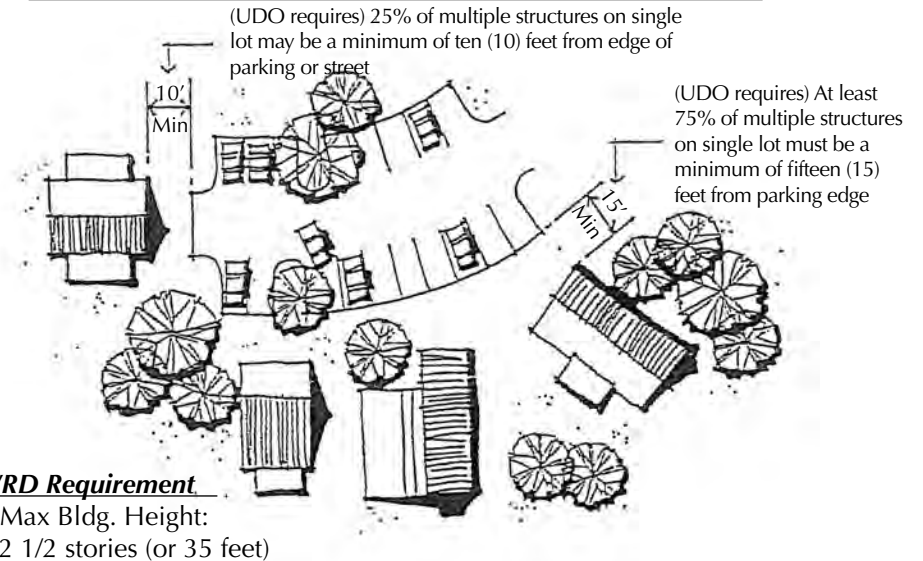 (UDO requires) 25% of multiple structures on single
lot may be a minimum of ten (10) feet from edge of
parking or street
10'
Min
(UDO requires) At least
75% of multiple structures
on single lot must be a
minimum of fifteen (15)
feet from parking edge
15'
Min
/RD Requirement
Max Bldg. Height:
2 1/2 stories (or 35 feet)